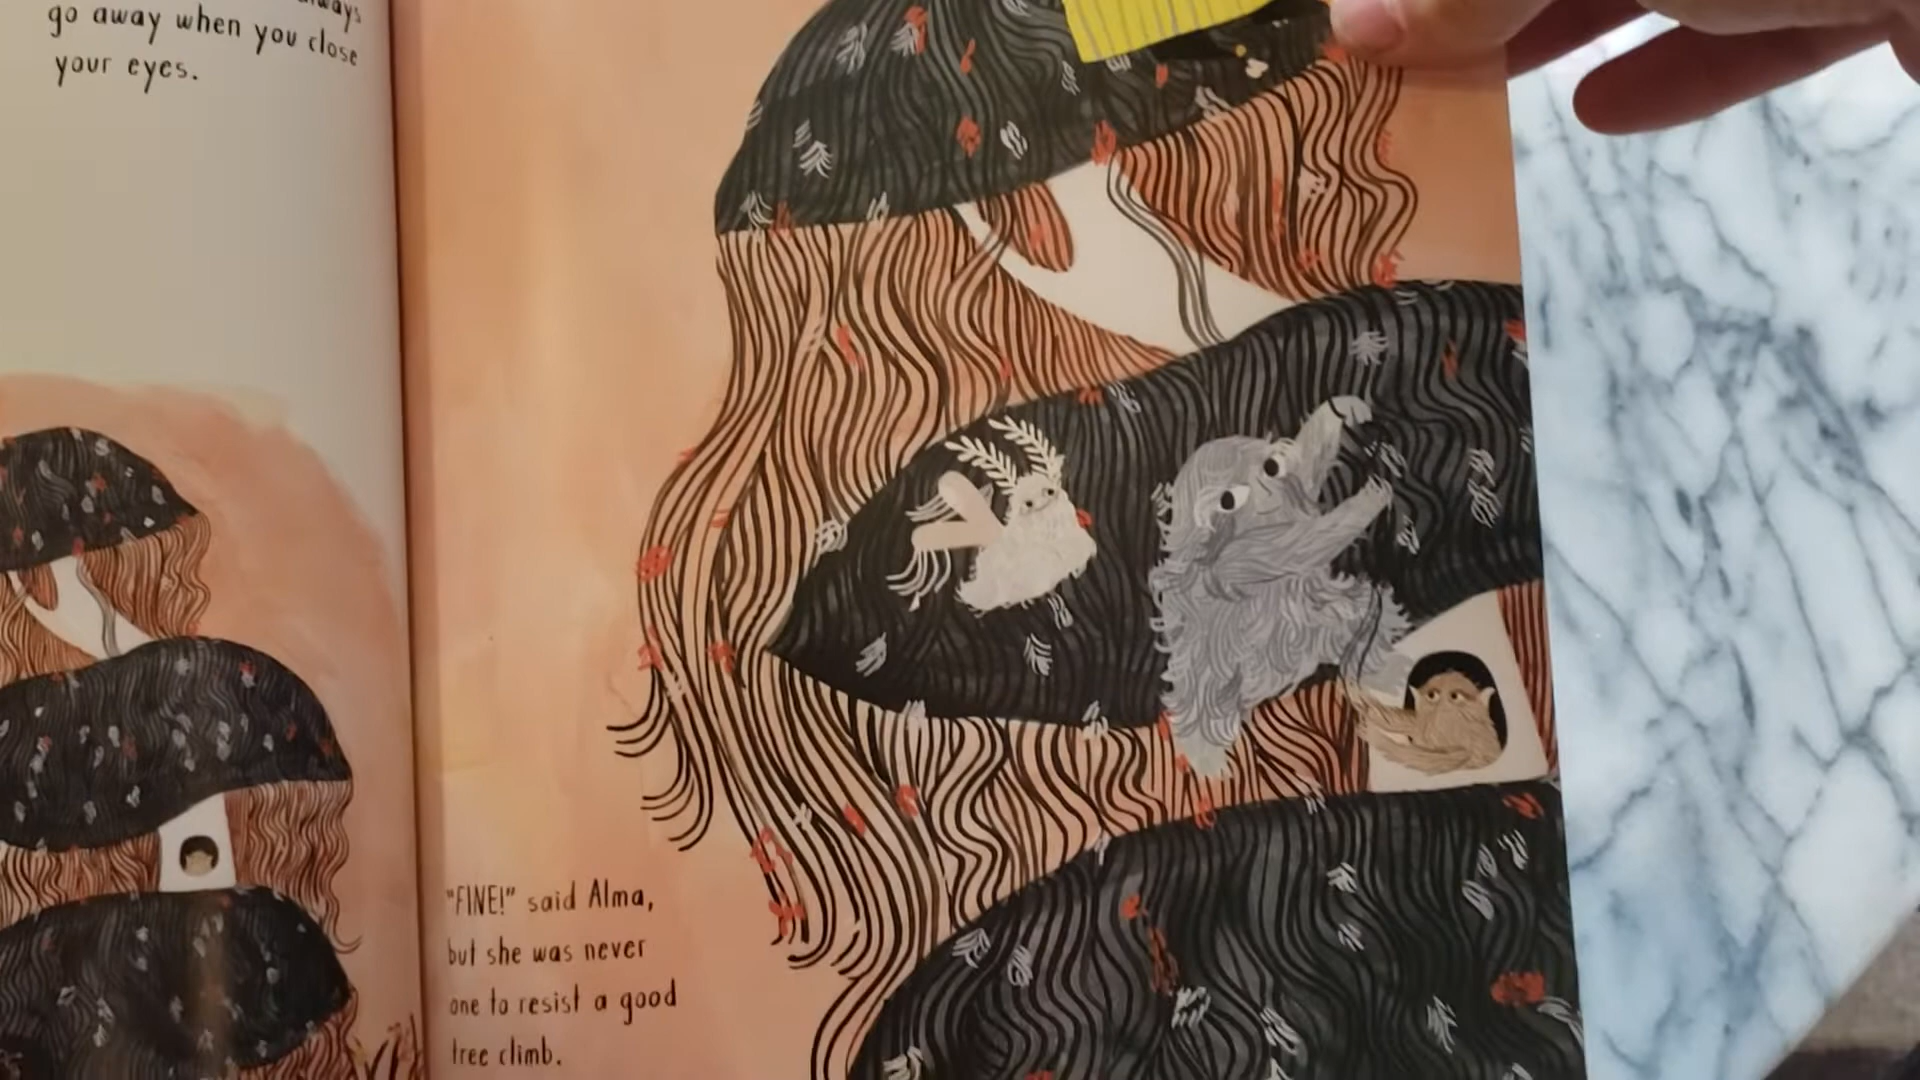 always
go away when you close
your eyes.
"FINE!" said Alma,
but she was never
one to resist a good
tree climb.